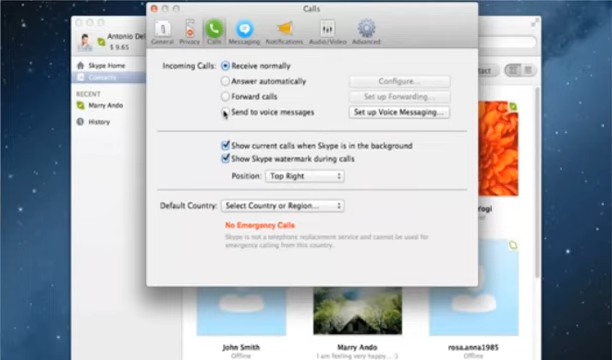 Calls
Antonio Del
$ 9.65
General Privacy Calls Messaging Notifications Audio/Video Advanced
Skype Home
Contacts
RECENT
Marry Ando
History
Incoming Calls: Receive normally
Answer automatically Configure...
Forward calls Set up Forwarding...
Send to voice messages Set up Voice Messaging...
Show current calls when Skype is in the background
Show Skype watermark during calls
Position: Top Right
Default Country: Select Country or Region...
No Emergency Calls
Skype is not a telephone replacement service and cannot be used for
emergency calling from this country.
John Smith
Offline
Marry Ando
I am feeling very happy... :)
rosa.anna1985
Offline